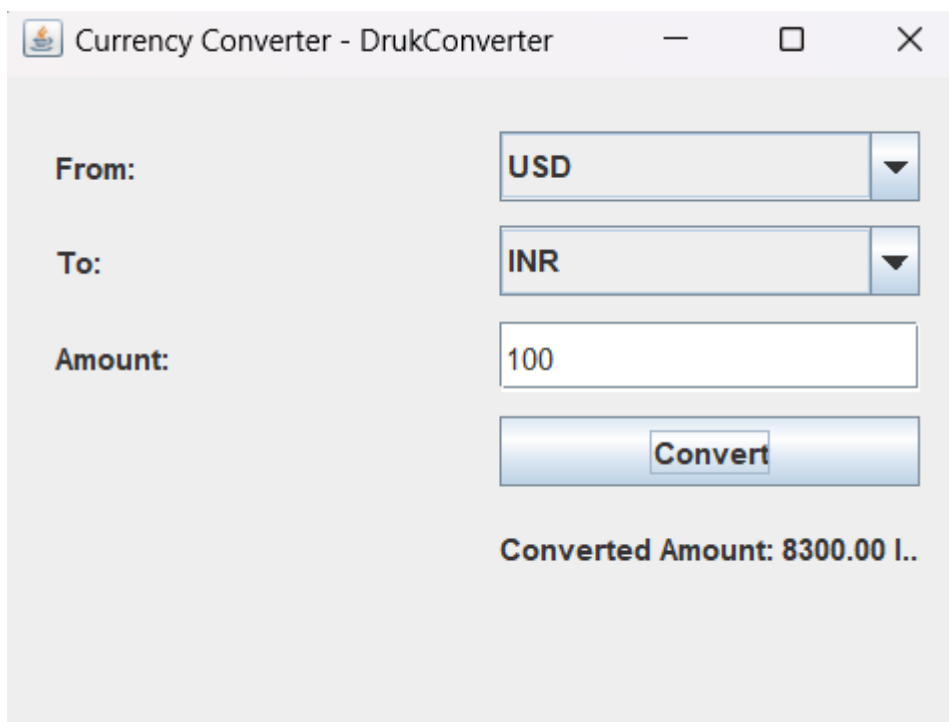 Currency Converter - DrukConverter
From: USD
To: INR
Amount: 100
Convert
Converted Amount: 8300.00 I..